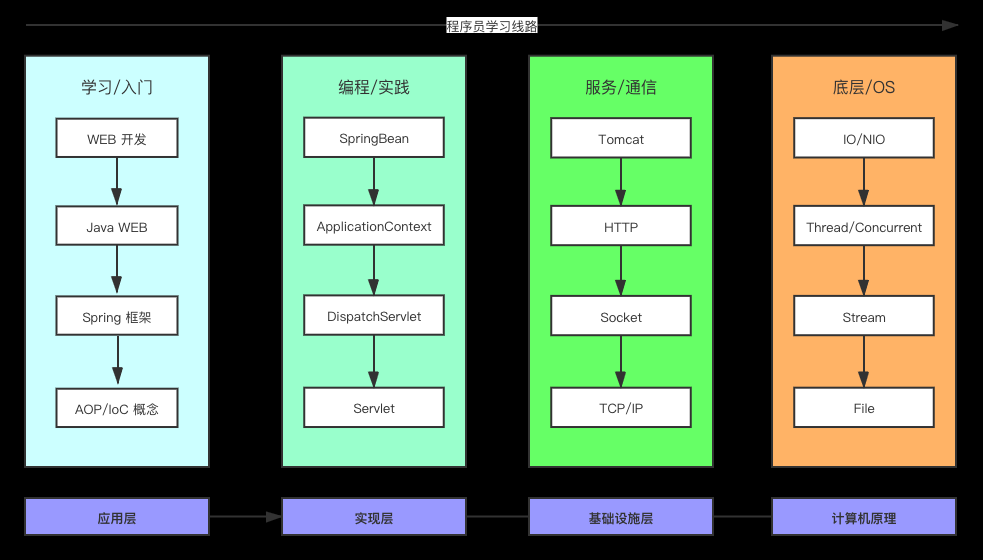 程序员学习线路
学习/入门
WEB 开发
Java WEB
Spring 框架
AOP/IoC 概念
编程/实践
SpringBean
ApplicationContext
DispatchServlet
Servlet
服务/通信
Tomcat
HTTP
Socket
TCP/IP
底层/OS
IO/NIO
Thread/Concurrent
Stream
File
应用层
实现层
基础设施层
计算机原理